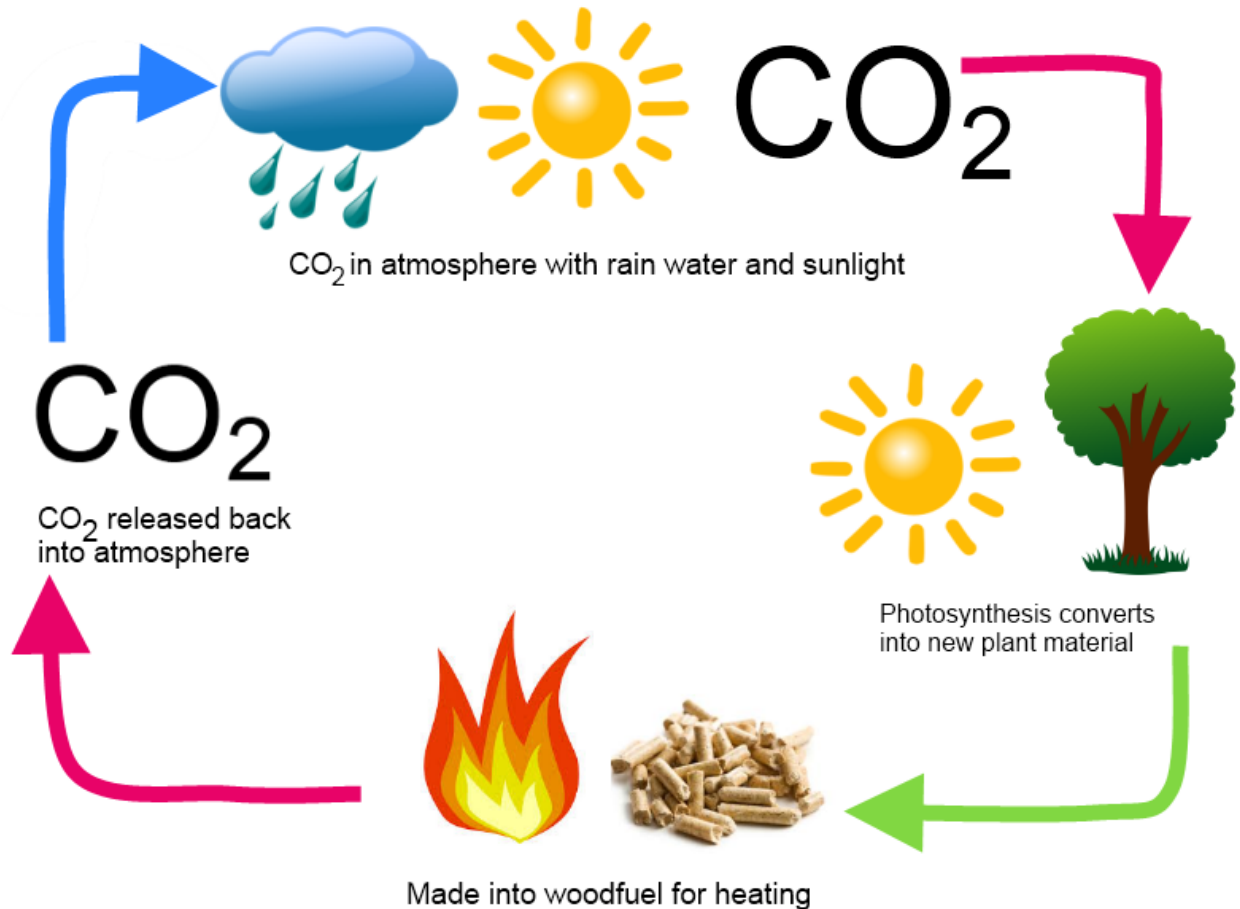 CO₂
CO₂ in atmosphere with rain water and sunlight
CO₂
CO₂ released back
into atmosphere
Photosynthesis converts
into new plant material
Made into woodfuel for heating